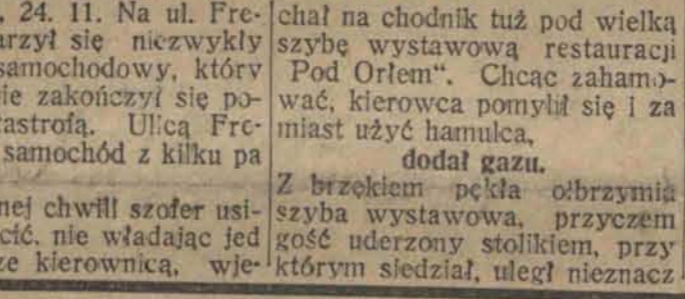 , 24. 11. Na ul. Fre-
arzył się niezwykły
samochodowy, który
ie zakończył się po-
tastrofą. Ulicą Fre-
samochód z kilku pa
nej chwili szofer usi-
cić, nie władając jed
ze kierownicą, wje-
chał na chodnik tuż pod wielką
szybę wystawową restauracji
Pod Orłem“. Chcąc zahamo-
wać, kierowca pomylił się i za
miast użyć hamulca,
dodał gazu.
Z brzękiem pękła olbrzymia
szyba wystawowa, przyczem
gość uderzony stolikiem, przy
którym siedział, uległ nieznacz